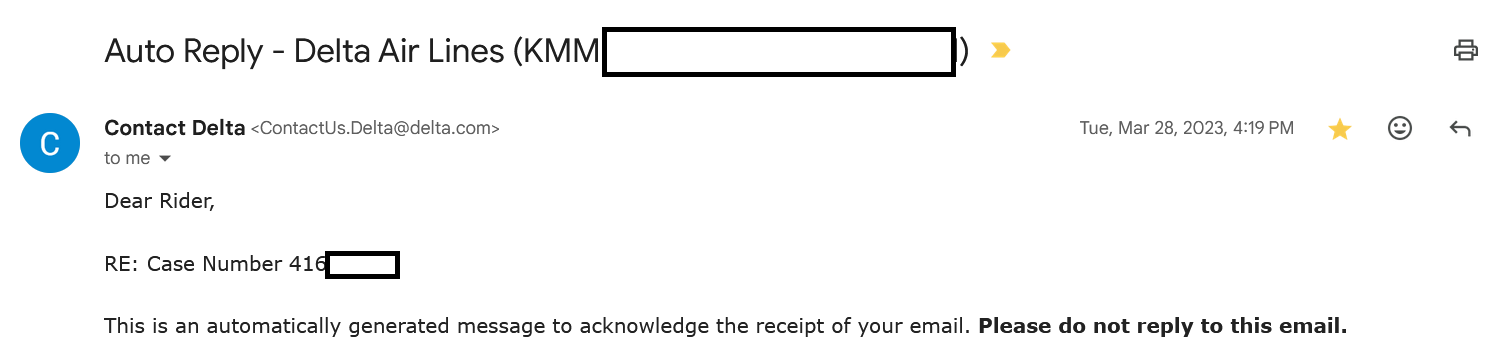 Auto Reply - Delta Air Lines (KMM )
C
Contact Delta <ContactUs.Delta@delta.com>
Tue, Mar 28, 2023, 4:19 PM
to me
Dear Rider,
RE: Case Number 416
This is an automatically generated message to acknowledge the receipt of your email. Please do not reply to this email.